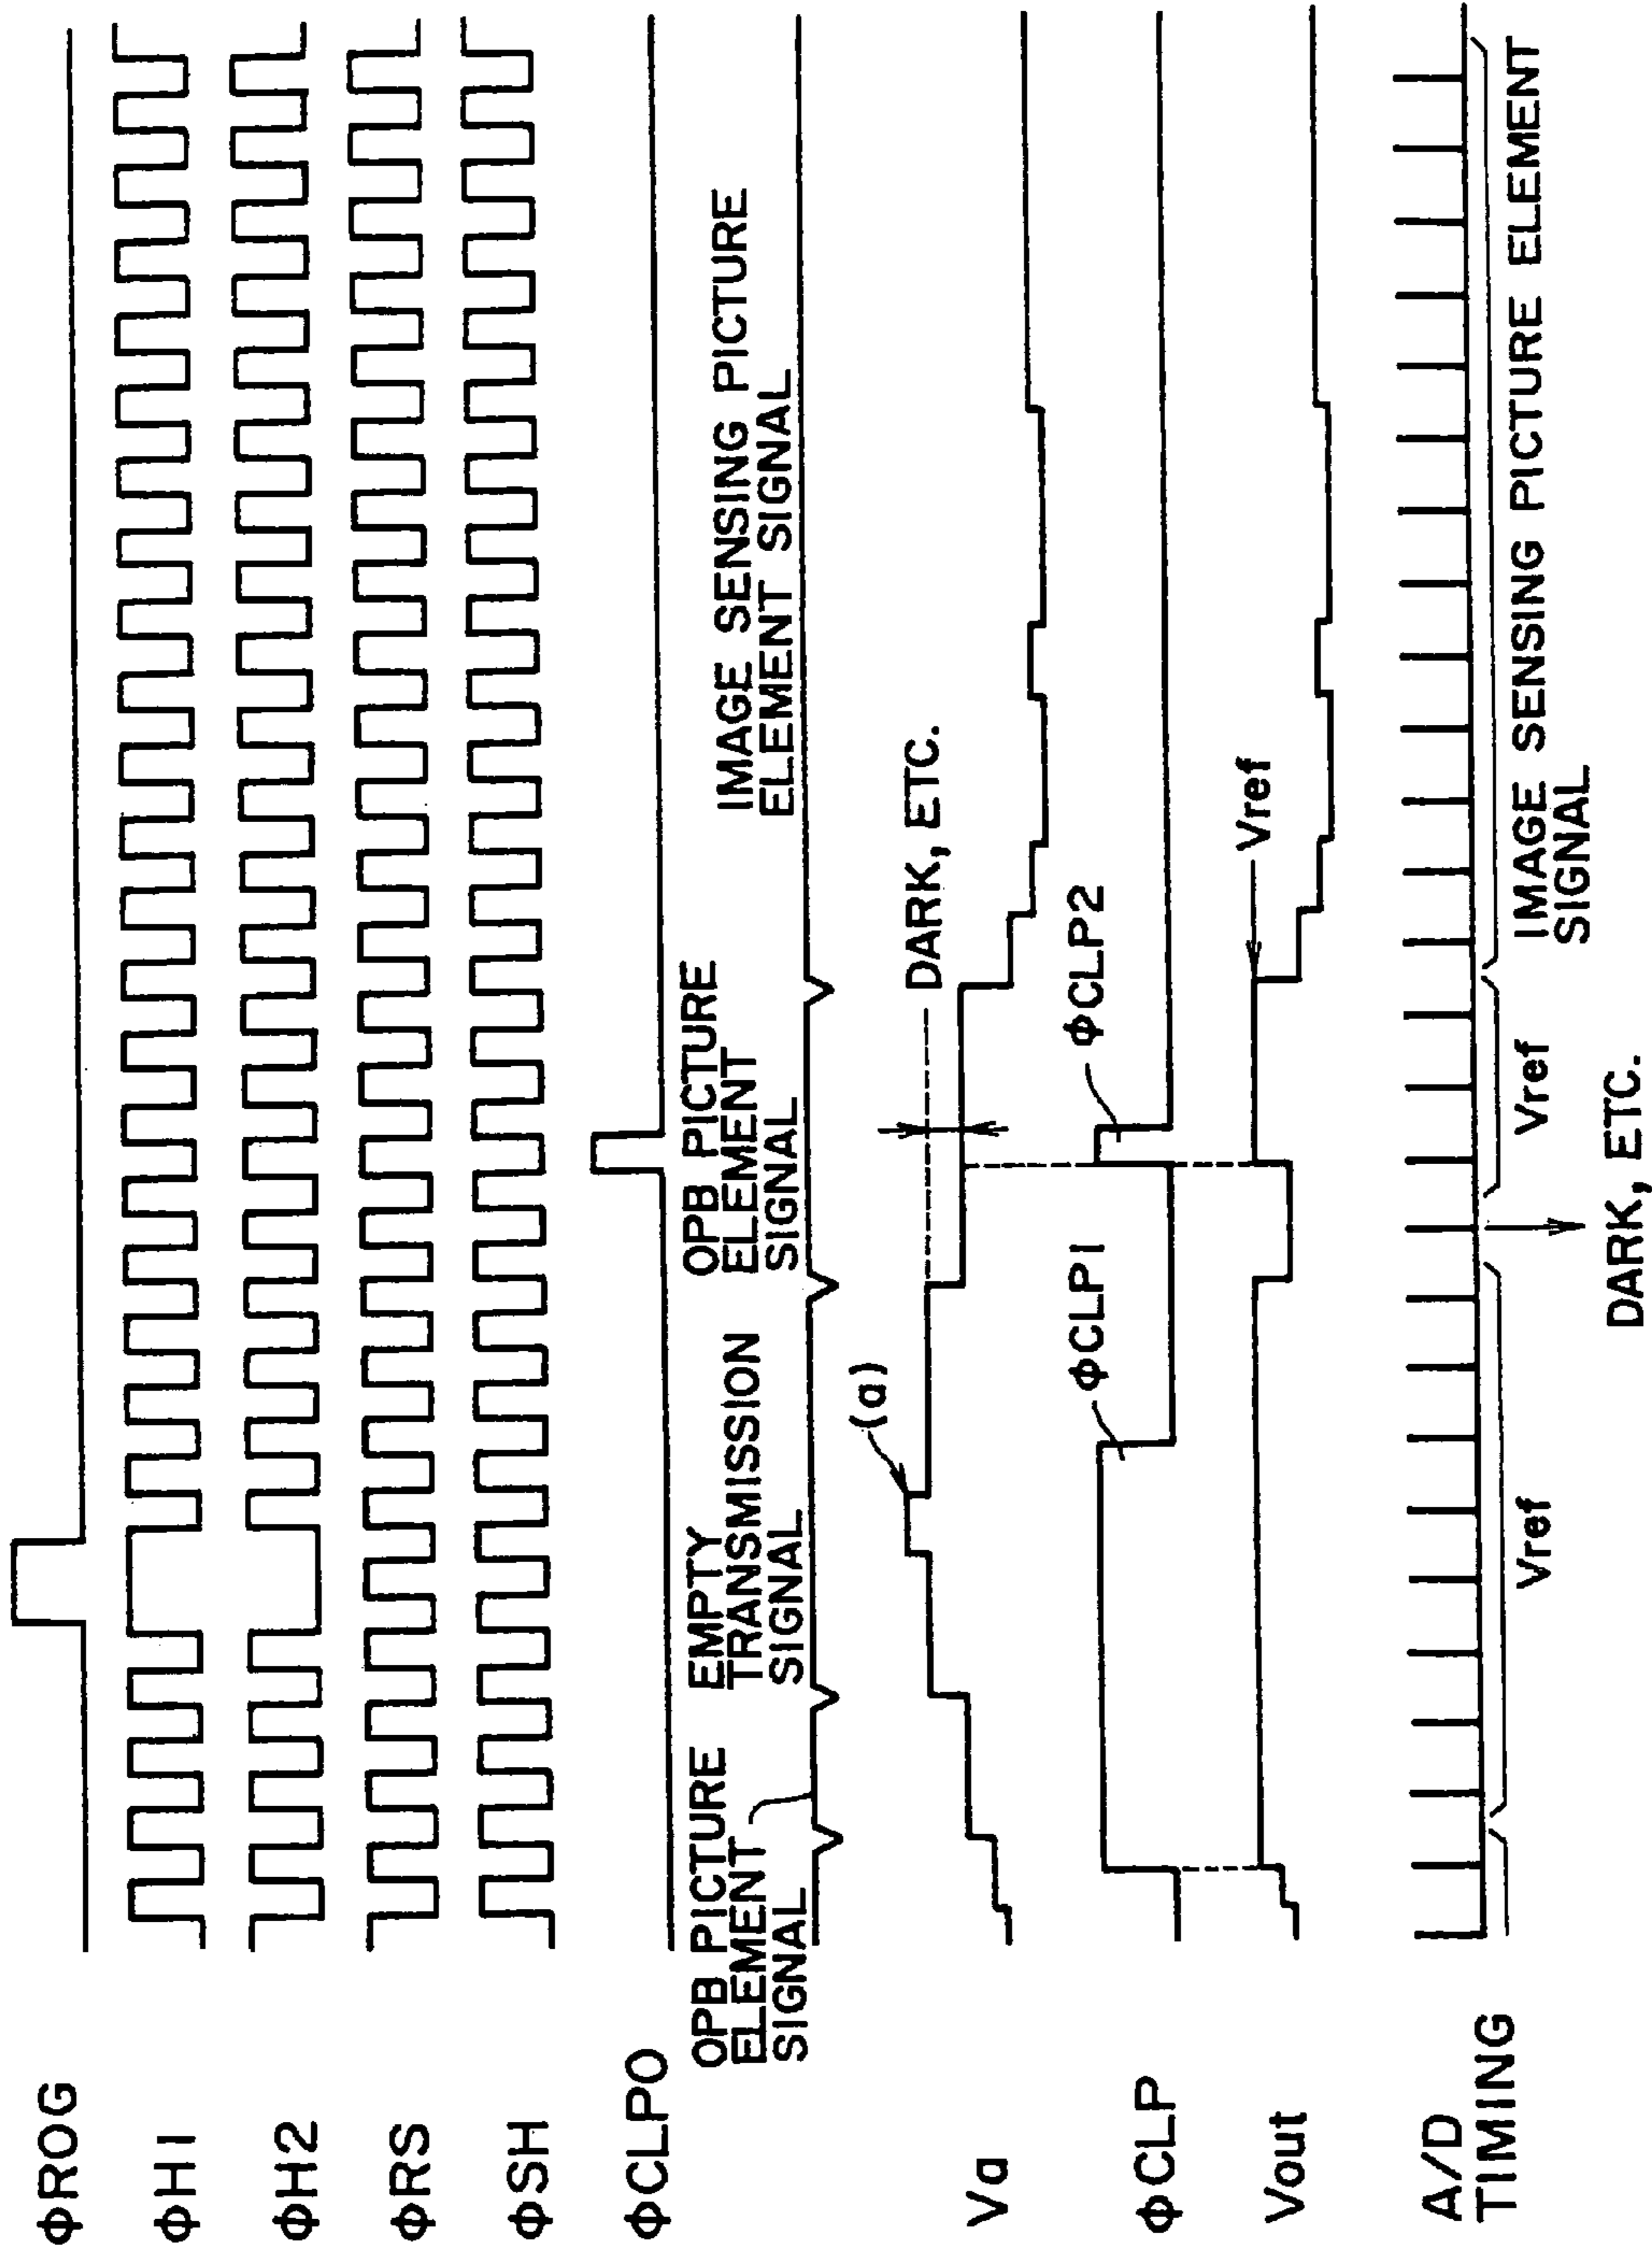 ΦROG
ΦH1
ΦH2
ΦRS
ΦSH
ΦCLPO
OPB PICTURE
ELEMENT
SIGNAL
EMPTY
TRANSMISSION
SIGNAL
OPB PICTURE
ELEMENT
SIGNAL
IMAGE SENSING PICTURE
ELEMENT SIGNAL
Va
(a)
DARK, ETC.
ΦCLP
ΦCLP1
ΦCLP2
Vout
Vref
A/D
TIMING
Vref
DARK, ETC.
Vref
IMAGE SENSING PICTURE ELEMENT
SIGNAL